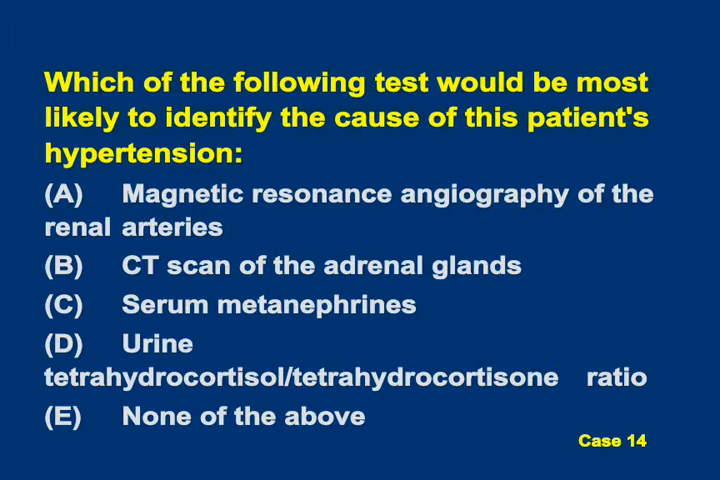 Which of the following test would be most
likely to identify the cause of this patient's
hypertension:
(A) Magnetic resonance angiography of the
renal arteries
(B) CT scan of the adrenal glands
(C) Serum metanephrines
(D) Urine
tetrahydrocortisol/tetrahydrocortisone ratio
(E) None of the above
Case 14